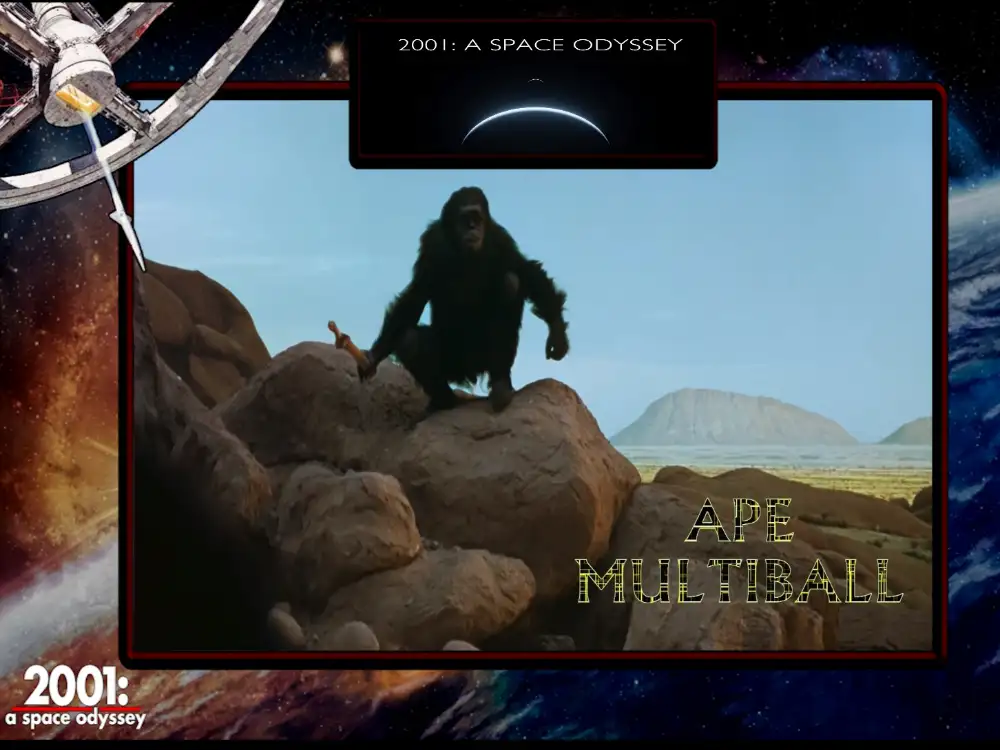 2001: A SPACE ODYSSEY
APE
MULTIBALL
2001:
a space odyssey